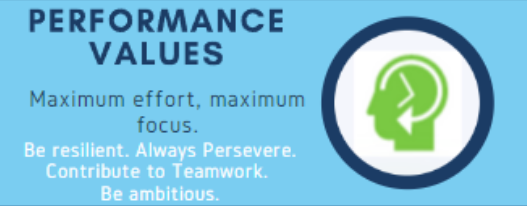 PERFORMANCE
VALUES
Maximum effort, maximum
focus.
Be resilient. Always Persevere.
Contribute to Teamwork.
Be ambitious.